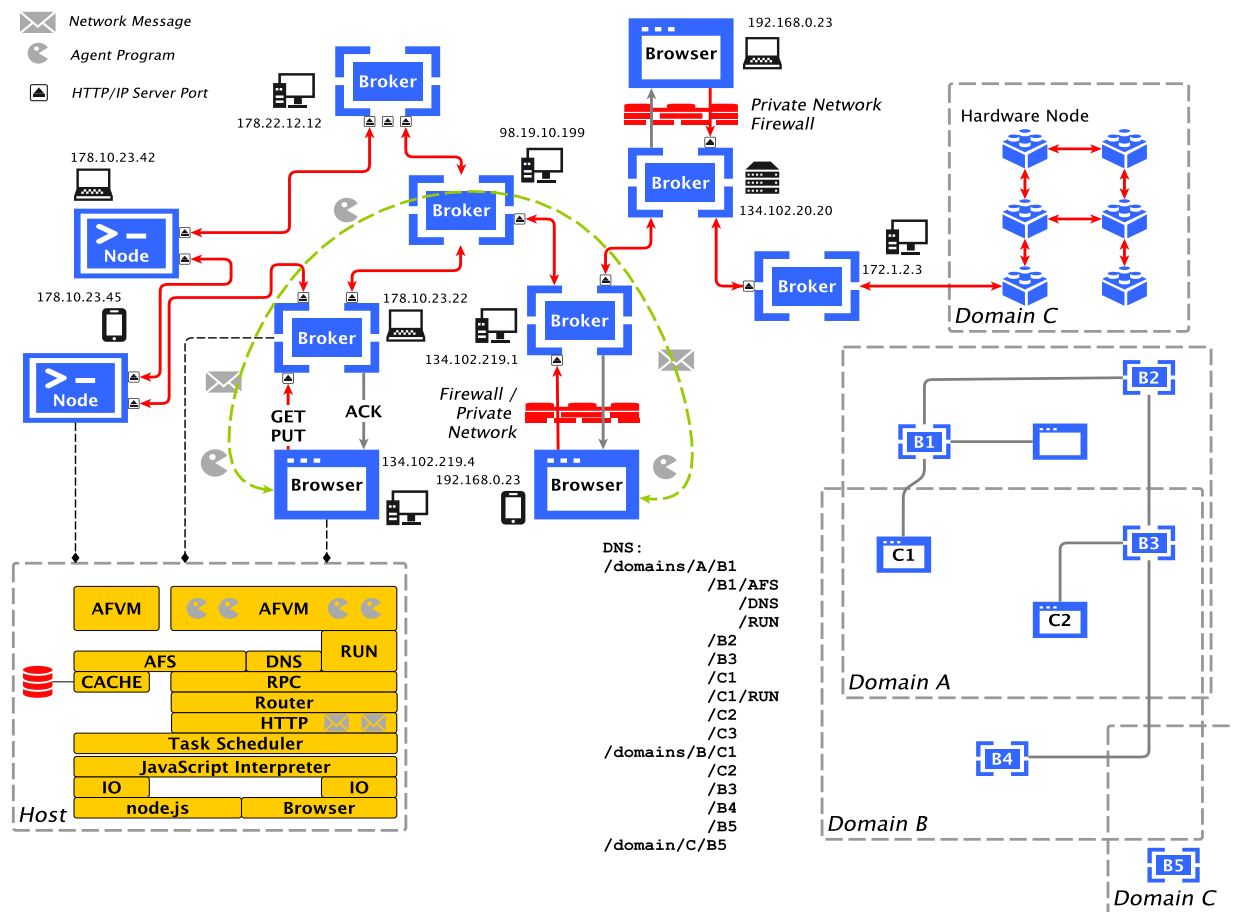 Network Message
Agent Program
HTTP/IP Server Port
Broker
178.22.12.12
178.10.23.42
Node
98.19.10.199
Broker
192.168.0.23
Browser
Private Network
Firewall
Broker
134.102.20.20
172.1.2.3
Broker
Hardware Node
Domain C
178.10.23.45
Node
178.10.23.22
Broker
134.102.219.1
Broker
GET
PUT
ACK
Firewall /
Private
Network
134.102.219.4
Browser
192.168.0.23
Browser
AFVM
AFVM
RUN
AFS
DNS
CACHE
RPC
Router
HTTP
Task Scheduler
JavaScript Interpreter
IO
IO
node.js
Browser
Host
DNS:
/domains/A/B1
B1/AFS
/DNS
/RUN
/B2
/B3
/C1
/C1/RUN
/C2
/C3
/domains/B/C1
/C2
/B3
/B4
/B5
/domain/C/B5
B2
B1
C1
B3
C2
Domain A
B4
Domain B
B5
Domain C